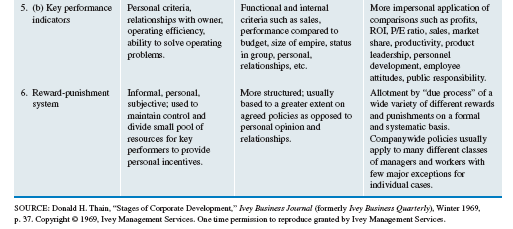 5. (b) Key performance indicators
Personal criteria,
relationships with owner,
operating efficiency,
ability to solve operating
problems.
Functional and internal
criteria such as sales,
performance compared to
budget, size of empire, status
in group, personal,
relationships, etc.
More impersonal application of
comparisons such as profits,
ROI, P/E ratio, sales, market
share, productivity, product
leadership, personnel
development, employee
attitudes, public responsibility.
6. Reward-punishment
system
Informal, personal,
subjective; used to
maintain control and
divide small pool of
resources for key
performers to provide
personal incentives.
More structured; usually
based to a greater extent on
agreed policies as opposed to
personal opinion and
relationships.
Allotment by “due process” of a
wide variety of different rewards
and punishments on a formal
and systematic basis.
Companywide policies usually
apply to many different classes
of managers and workers with
few major exceptions for
individual cases.
SOURCE: Donald H. Thain, “Stages of Corporate Development,” Ivey Business Journal (formerly Ivey Business Quarterly), Winter 1969,
p. 37. Copyright © 1969, Ivey Management Services. One time permission to reproduce granted by Ivey Management Services.